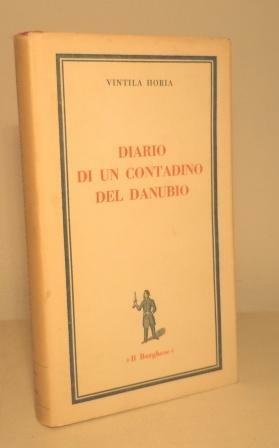 VINTILA HORIA
DIARIO
DI UN CONTADINO
DEL DANUBIO
»Il Borghese«